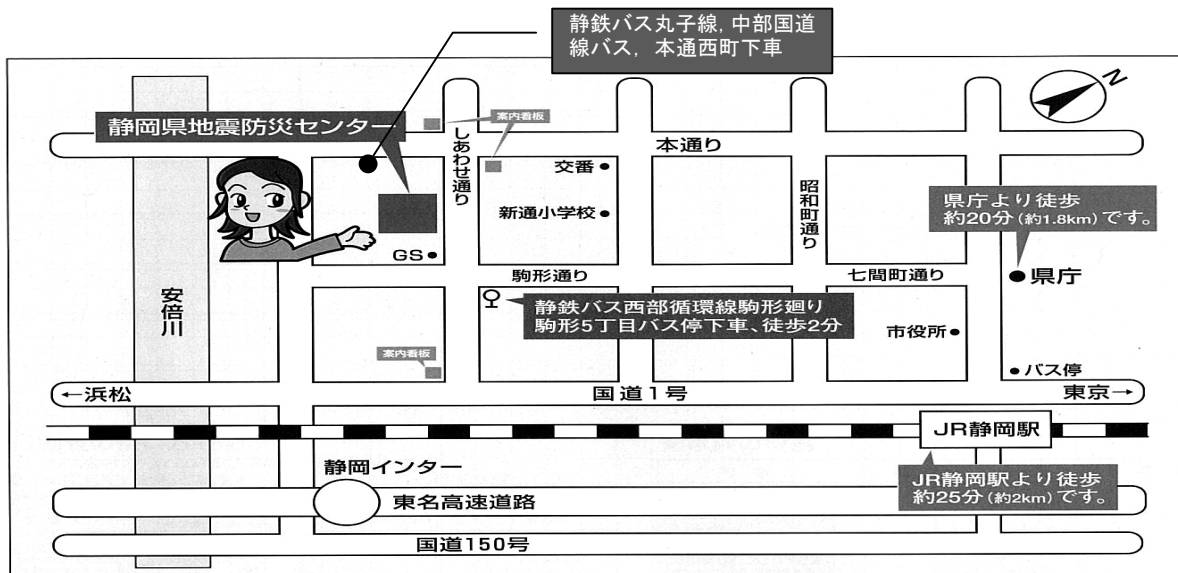 静鉄バス丸子線, 中部国道
線バス， 本通西町下車
N
静岡県地震防災センター
案内看板
しあわせ通り
本通り
交番
新通小学校
昭和町通り
県庁より徒歩
約20分（約1.8km）です。
GS
駒形通り
七間町通り
県庁
安倍川
静鉄バス西部循環線駒形廻り
駒形5丁目バス停下車、徒歩2分
市役所
案内看板
バス停
←浜松
国道1号
東京→
JR静岡駅
静岡インター
JR静岡駅より徒歩
約25分（約2km）です。
東名高速道路
国道150号